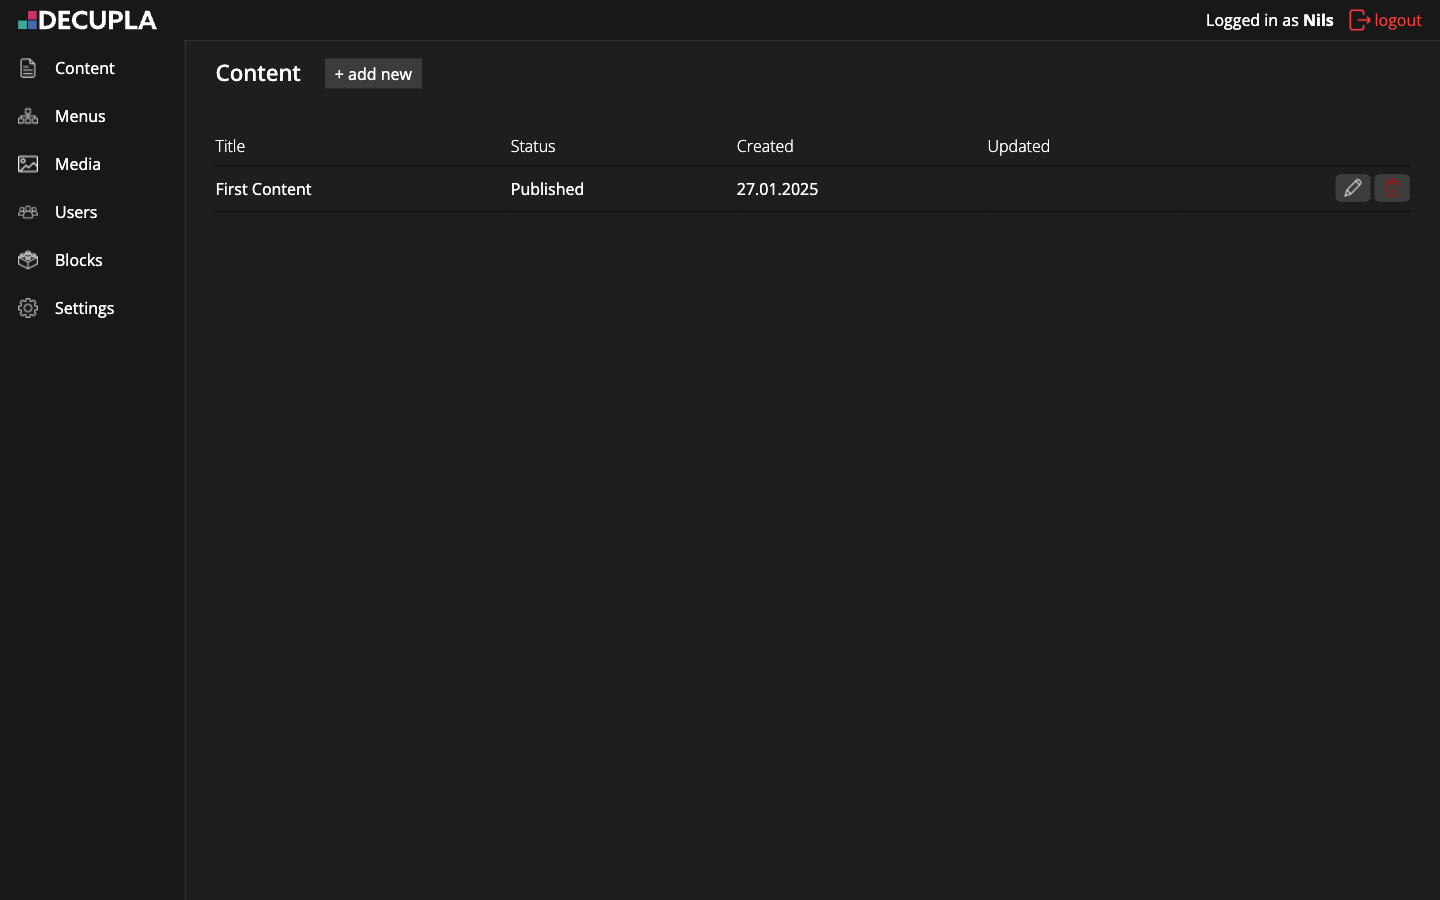 DECUPLA
Logged in as Nils logout
Content
Menus
Media
Users
Blocks
Settings
Content + add new
Title Status Created Updated
First Content Published 27.01.2025